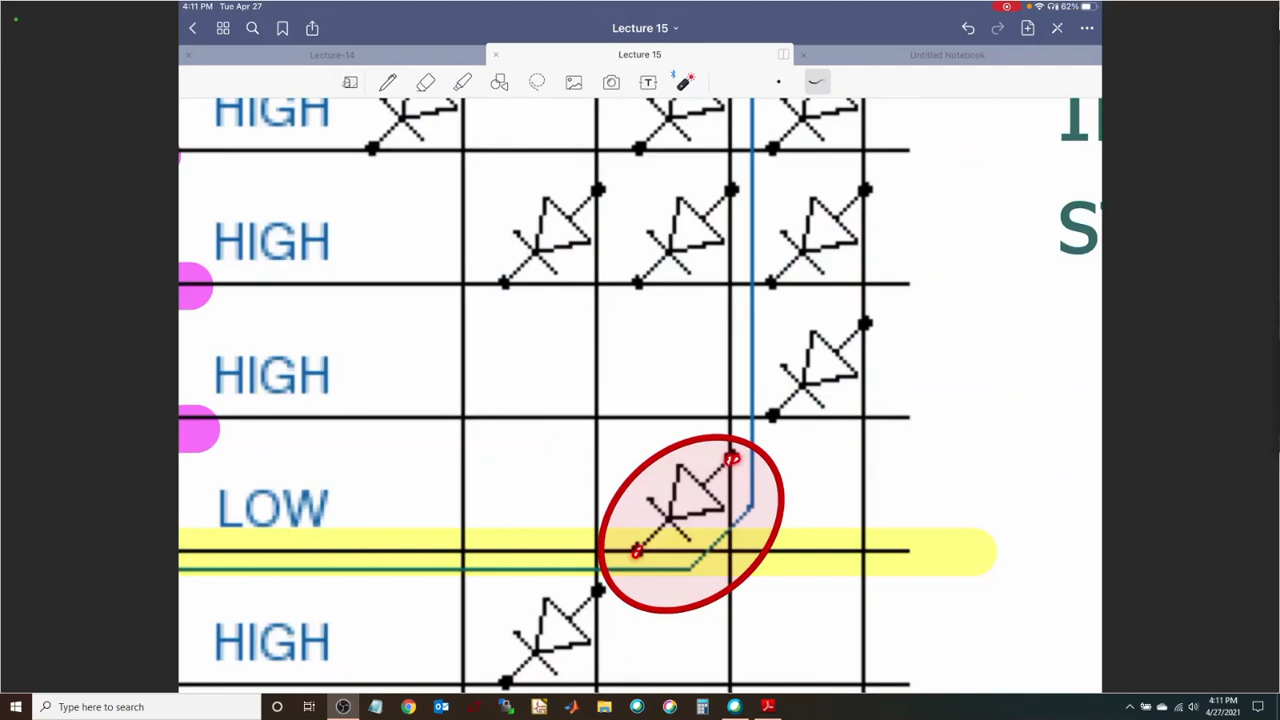 4:11 PM Tue Apr 27
62%
Lecture 15
Lecture-14
Lecture 15
Untitled Notebook
T
HIGH
HIGH
HIGH
LOW
HIGH
Type here to search
4:11 PM
4/27/2021